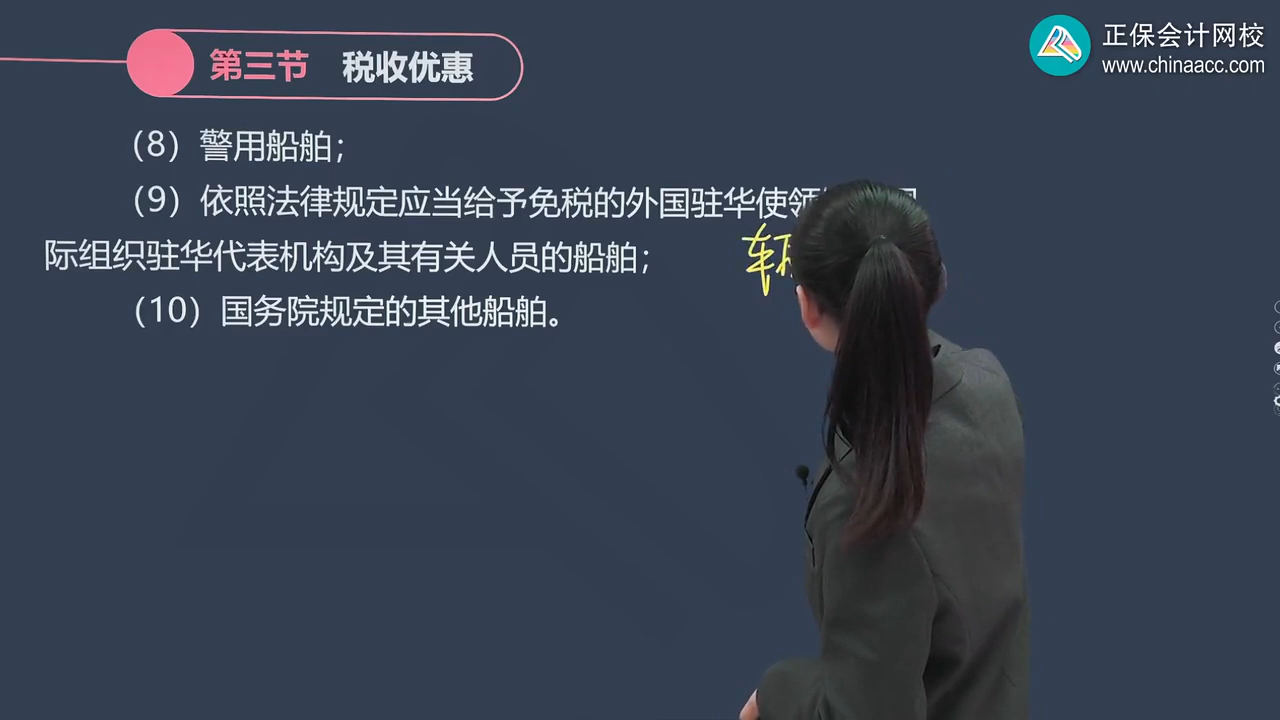 第三节 税收优惠
正保会计网校
www.chinaacc.com
（8）警用船舶；
（9）依照法律规定应当给予免税的外国驻华使领
际组织驻华代表机构及其有关人员的船舶；
（10）国务院规定的其他船舶。